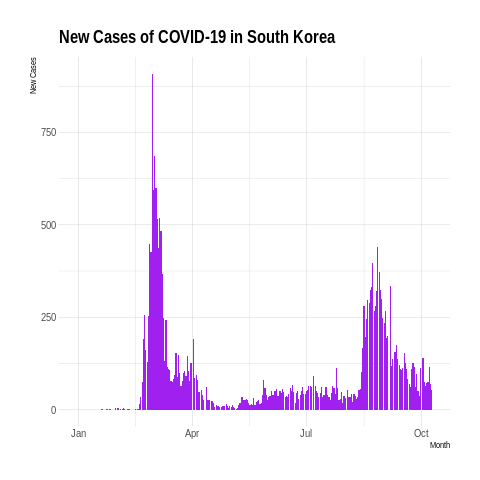 New Cases of COVID-19 in South Korea
New Cases
750
500
250
0
Jan Apr Jul Oct
Month